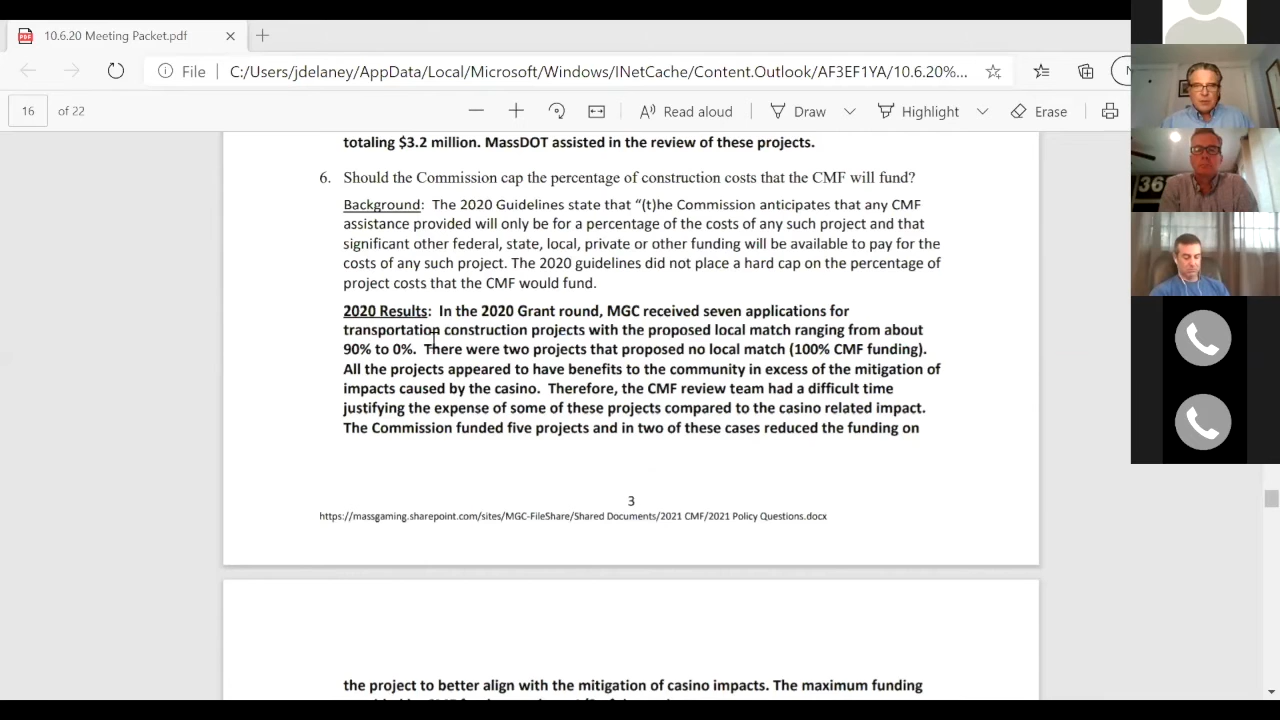 10.6.20 Meeting Packet.pdf
File
C:/Users/jdelaney/AppData/Local/Microsoft/Windows/INetCache/Content.Outlook/AF3EF1YA/10.6.20%...
16 of 22
Read aloud
Draw
Highlight
Erase
totaling $3.2 million. MassDOT assisted in the review of these projects.
6. Should the Commission cap the percentage of construction costs that the CMF will fund?
Background: The 2020 Guidelines state that “(t)he Commission anticipates that any CMF
assistance provided will only be for a percentage of the costs of any such project and that
significant other federal, state, local, private or other funding will be available to pay for the
costs of any such project. The 2020 guidelines did not place a hard cap on the percentage of
project costs that the CMF would fund.
2020 Results: In the 2020 Grant round, MGC received seven applications for
transportation construction projects with the proposed local match ranging from about
90% to 0%. There were two projects that proposed no local match (100% CMF funding).
All the projects appeared to have benefits to the community in excess of the mitigation of
impacts caused by the casino. Therefore, the CMF review team had a difficult time
justifying the expense of some of these projects compared to the casino related impact.
The Commission funded five projects and in two of these cases reduced the funding on
3
https://massgaming.sharepoint.com/sites/MGC-FileShare/Shared Documents/2021 CMF/2021 Policy Questions.docx
the project to better align with the mitigation of casino impacts. The maximum funding
36